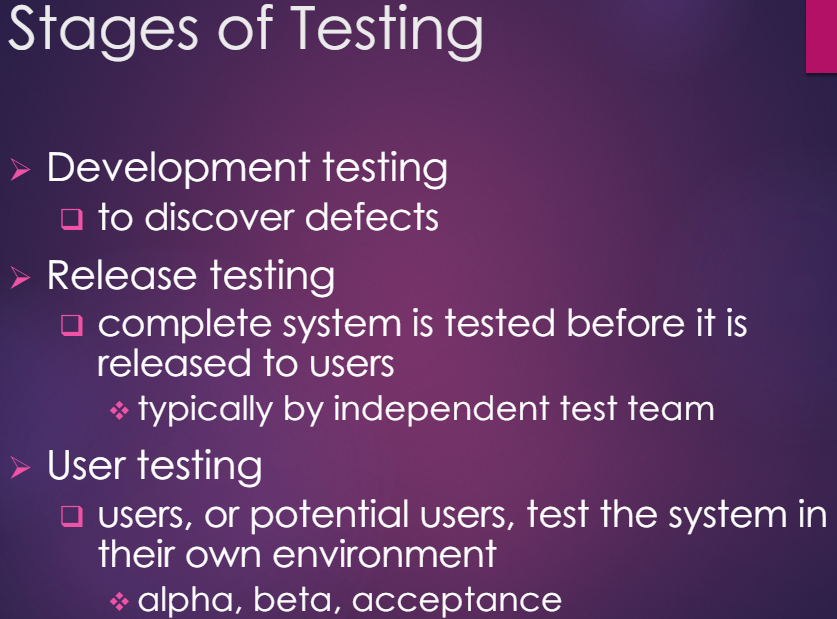 Stages of Testing
Development testing
to discover defects
Release testing
complete system is tested before it is
released to users
typically by independent test team
User testing
users, or potential users, test the system in
their own environment
alpha, beta, acceptance